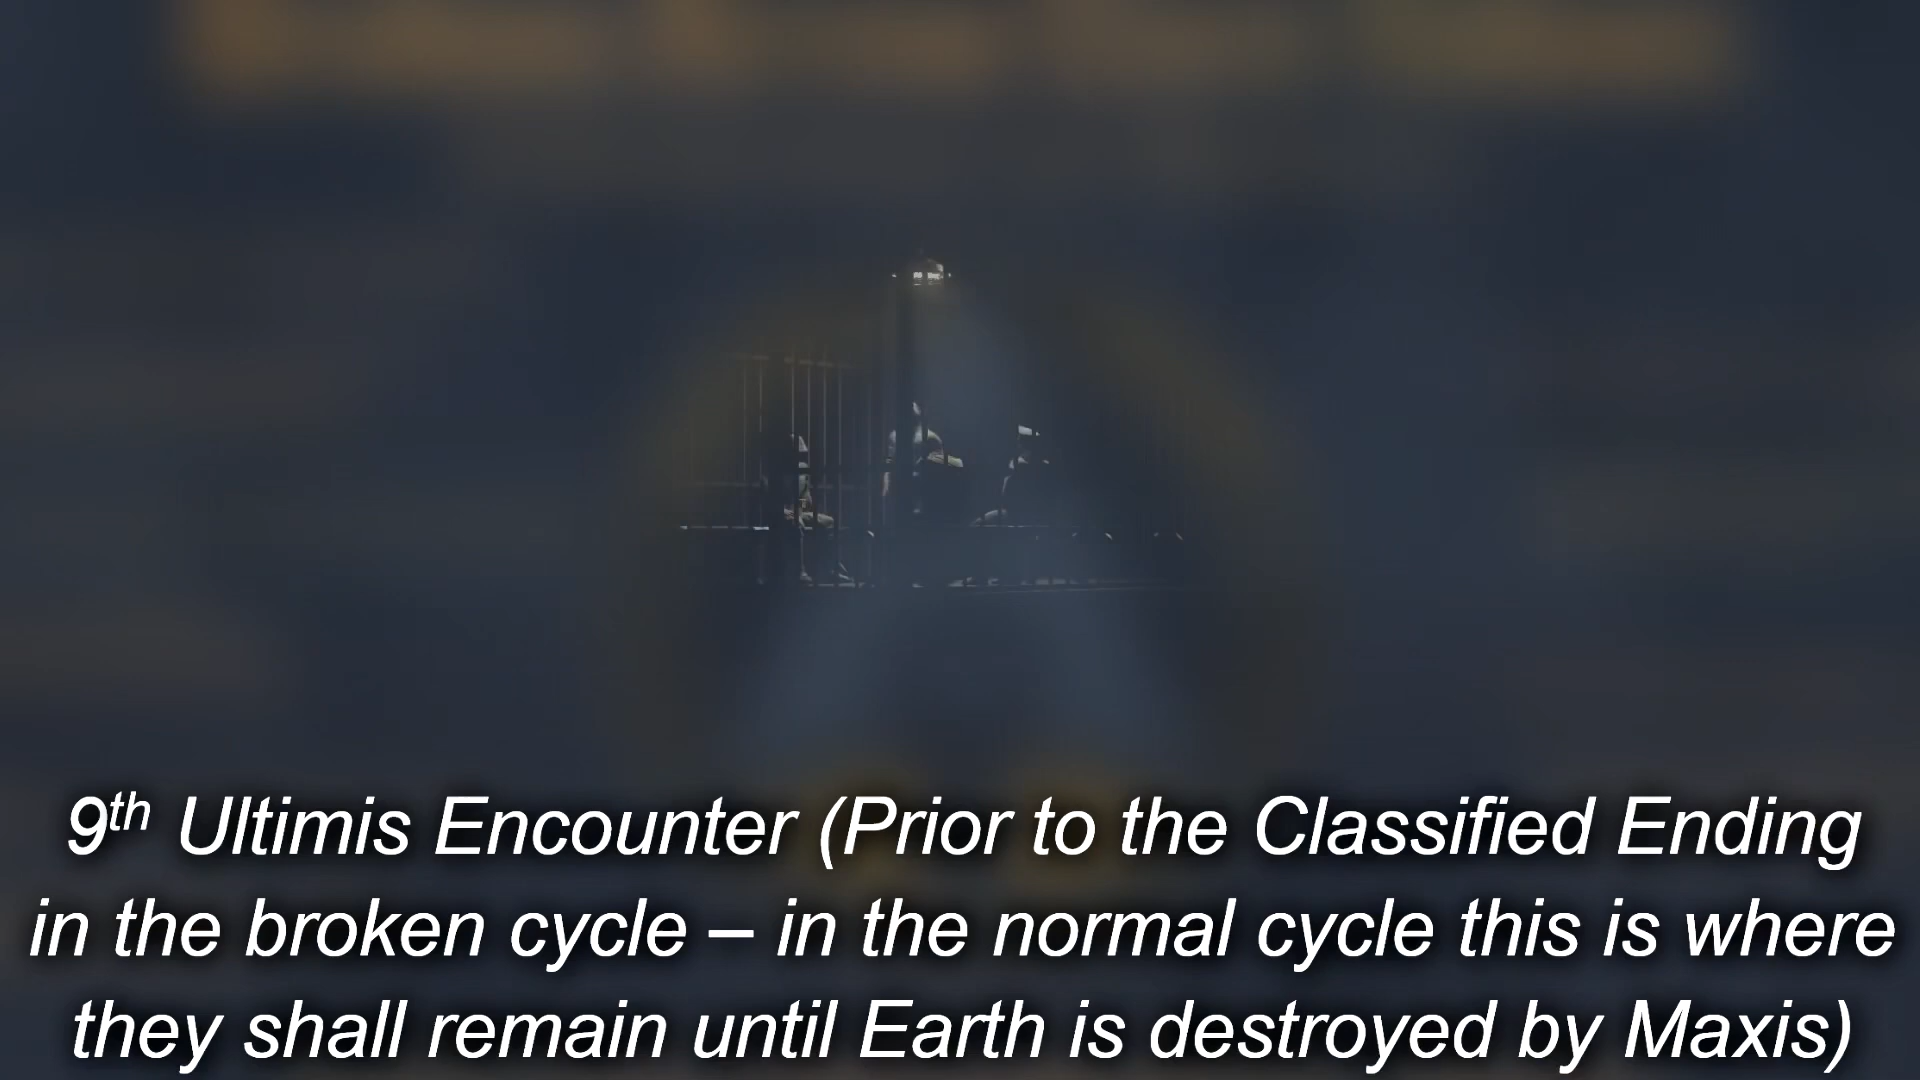 9th Ultimis Encounter (Prior to the Classified Ending
in the broken cycle – in the normal cycle this is where
they shall remain until Earth is destroyed by Maxis)